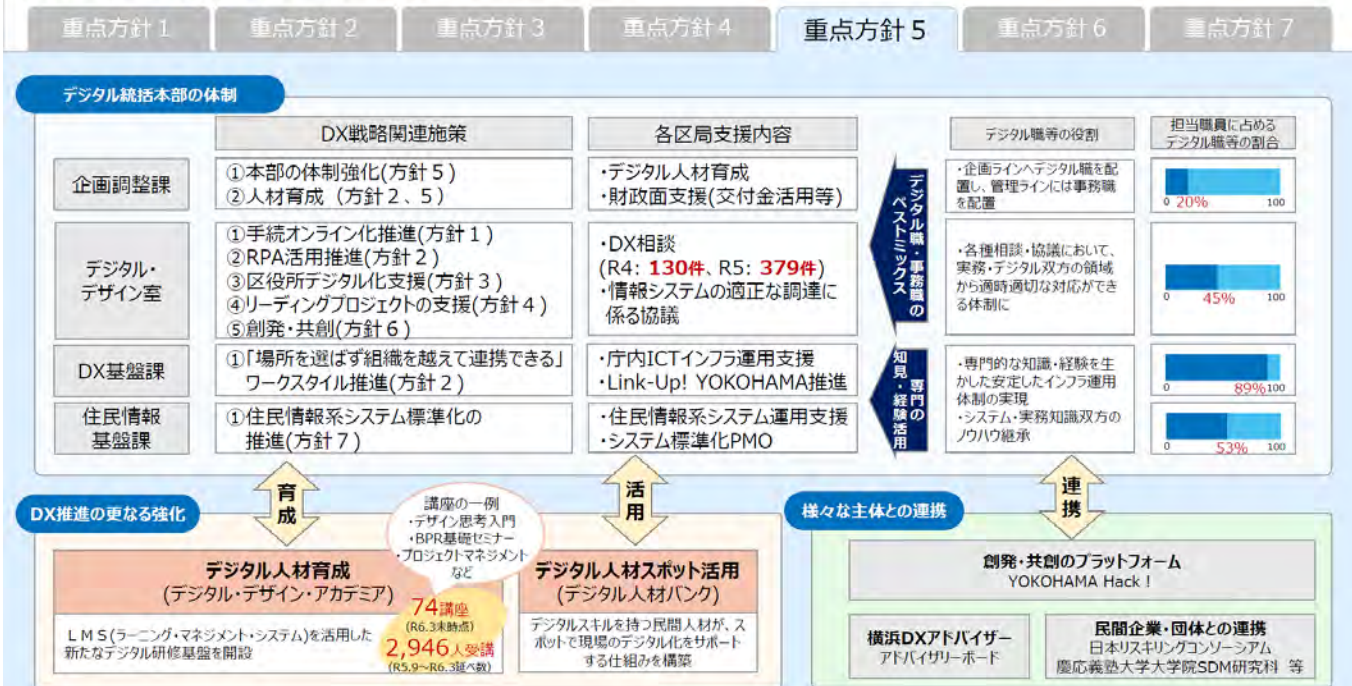 重点方針1
重点方針2
重点方針3
重点方針4
重点方針5
重点方針6
重点方針7
デジタル統括本部の体制
DX戦略関連施策
各区局支援内容
デジタル職等の役割
担当職員に占める
デジタル職等の割合
企画調整課
①本部の体制強化(方針5)
②人材育成（方針2、5）
・デジタル人材育成
・財政面支援(交付金活用等)
・企画ラインへデジタル職を配
置し、管理ラインには事務職
を配置
0 20% 100
デジタル・
デザイン室
①手続オンライン化推進(方針1)
②RPA活用推進(方針2)
③区役所デジタル化支援(方針3)
④リーディングプロジェクトの支援(方針4)
⑤創発・共創(方針6)
・DX相談
(R4: 130件、R5: 379件)
・情報システムの適正な調達に
係る協議
デジタル職・事務職の
ベストミックス
・各種相談・協議において、
実務・デジタル双方の領域
から適時適切な対応ができ
る体制に
0 45% 100
DX基盤課
①「場所を選ばず組織を越えて連携できる」
ワークスタイル推進(方針2)
・庁内ICTインフラ運用支援
・Link-Up! YOKOHAMA推進
専門の
知見・経験活用
・専門的な知識・経験を生
かした安定したインフラ運用
体制の実現
・システム・実務知識双方の
ノウハウ継承
0 89% 100
住民情報
基盤課
①住民情報系システム標準化の
推進(方針7)
・住民情報系システム運用支援
・システム標準化PMO
0 53% 100
育成
活用
連携
DX推進の更なる強化
講座の一例
・デザイン思考入門
・BPR基礎セミナー
・プロジェクトマネジメント
など
デジタル人材育成
(デジタル・デザイン・アカデミア)
LMS(ラーニング・マネジメント・システム)を活用した
新たなデジタル研修基盤を開設
74講座
(R6.3末時点)
2,946人受講
(R5.9～R6.3延べ数)
デジタル人材スポット活用
(デジタル人材バンク)
デジタルスキルを持つ民間人材が、ス
ポットで現場のデジタル化をサポート
する仕組みを構築
様々な主体との連携
創発・共創のプラットフォーム
YOKOHAMA Hack！
横浜DXアドバイザー
アドバイザリーボード
民間企業・団体との連携
日本リスキリングコンソーシアム
慶応義塾大学大学院SDM研究科 等